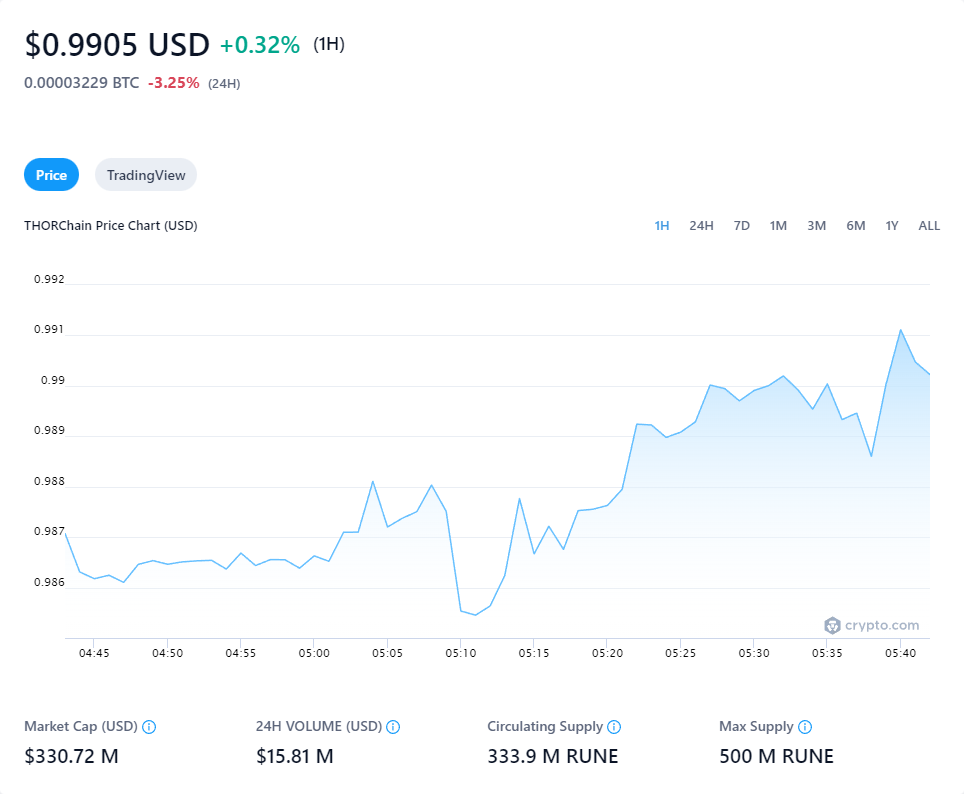 $0.9905 USD +0.32% (1H)
0.00003229 BTC -3.25% (24H)
Price TradingView
THORChain Price Chart (USD) 1H 24H 7D 1M 3M 6M 1Y ALL
0.992
0.991
0.99
0.989
0.988
0.987
0.986
crypto.com
04:45 04:50 04:55 05:00 05:05 05:10 05:15 05:20 05:25 05:30 05:35 05:40
Market Cap (USD) 24H VOLUME (USD) Circulating Supply Max Supply
$330.72 M $15.81 M 333.9 M RUNE 500 M RUNE